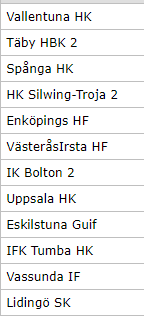 Vallentuna HK
Täby HBK 2
Spånga HK
HK Silwing-Troja 2
Enköpings HF
VästeråsIrsta HF
IK Bolton 2
Uppsala HK
Eskilstuna Guif
IFK Tumba HK
Vassunda IF
Lidingö SK